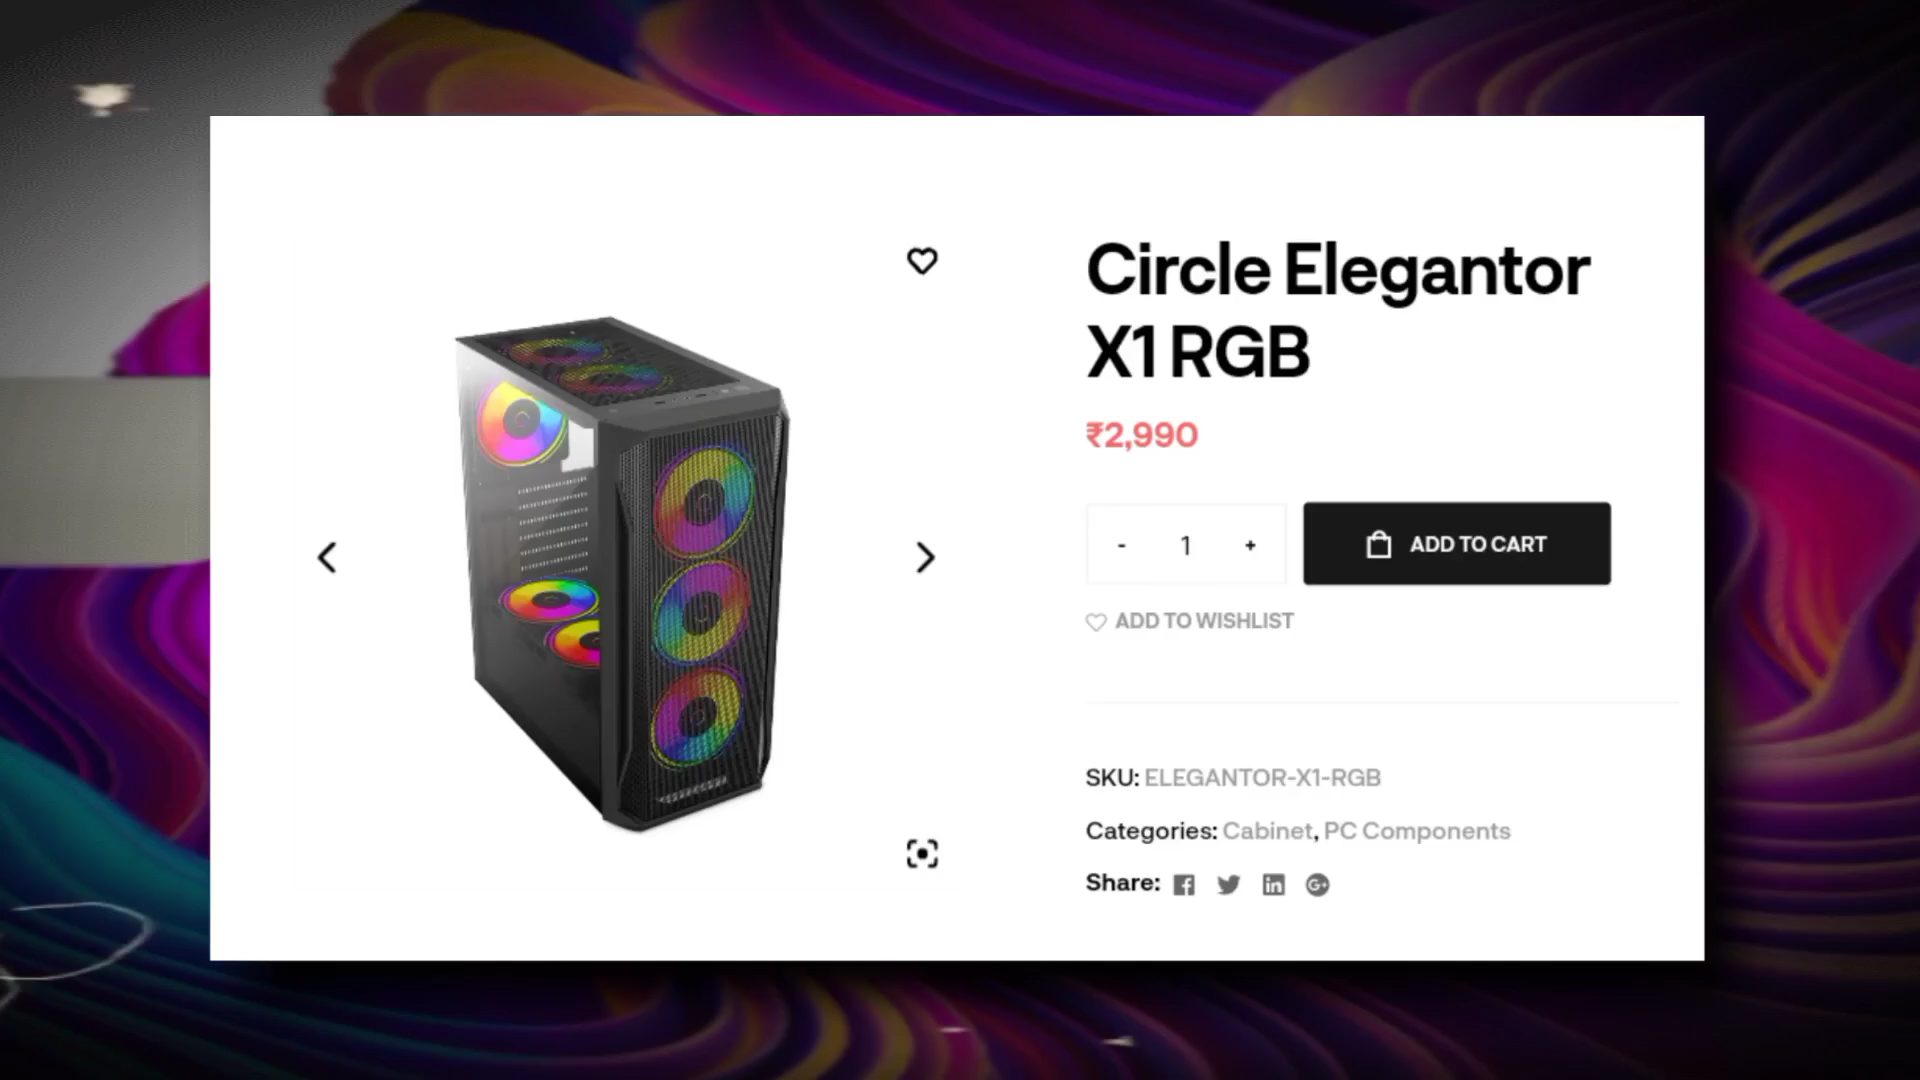 Circle Elegantor
X1 RGB
₹2,990
- 1 +
ADD TO CART
ADD TO WISHLIST
SKU: ELEGANTOR-X1-RGB
Categories: Cabinet, PC Components
Share: